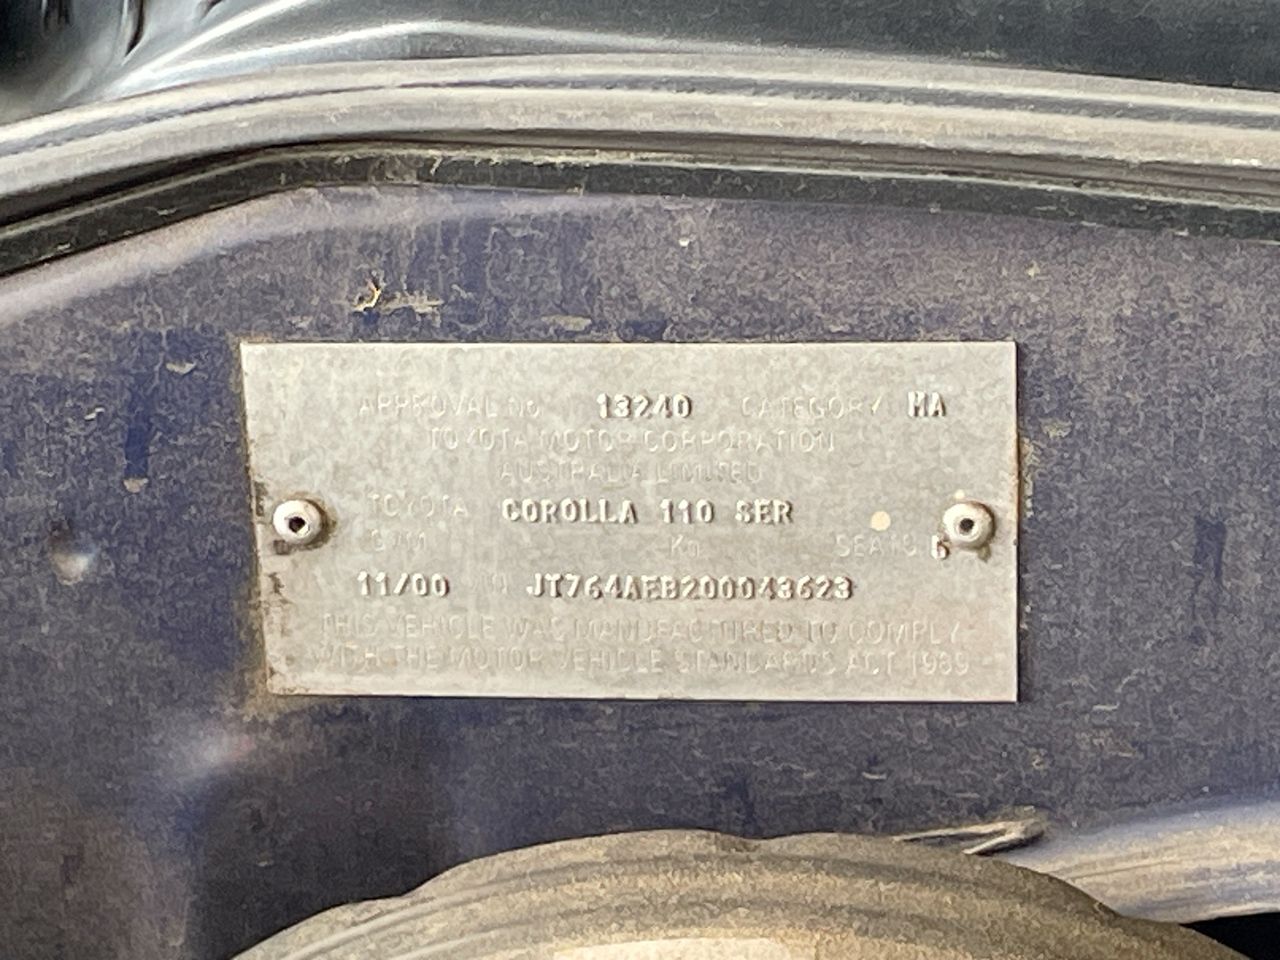 APPROVAL No 13240 CATEGORY MA
TOYOTA MOTOR CORPORATION
AUSTRALIA LIMITED
TOYOTA COROLLA 110 SER
GVM Kg SEATS 5
11/00 JT764AEB200043623
THIS VEHICLE WAS MANUFACTURED TO COMPLY
WITH THE MOTOR VEHICLE STANDARDS ACT 1989